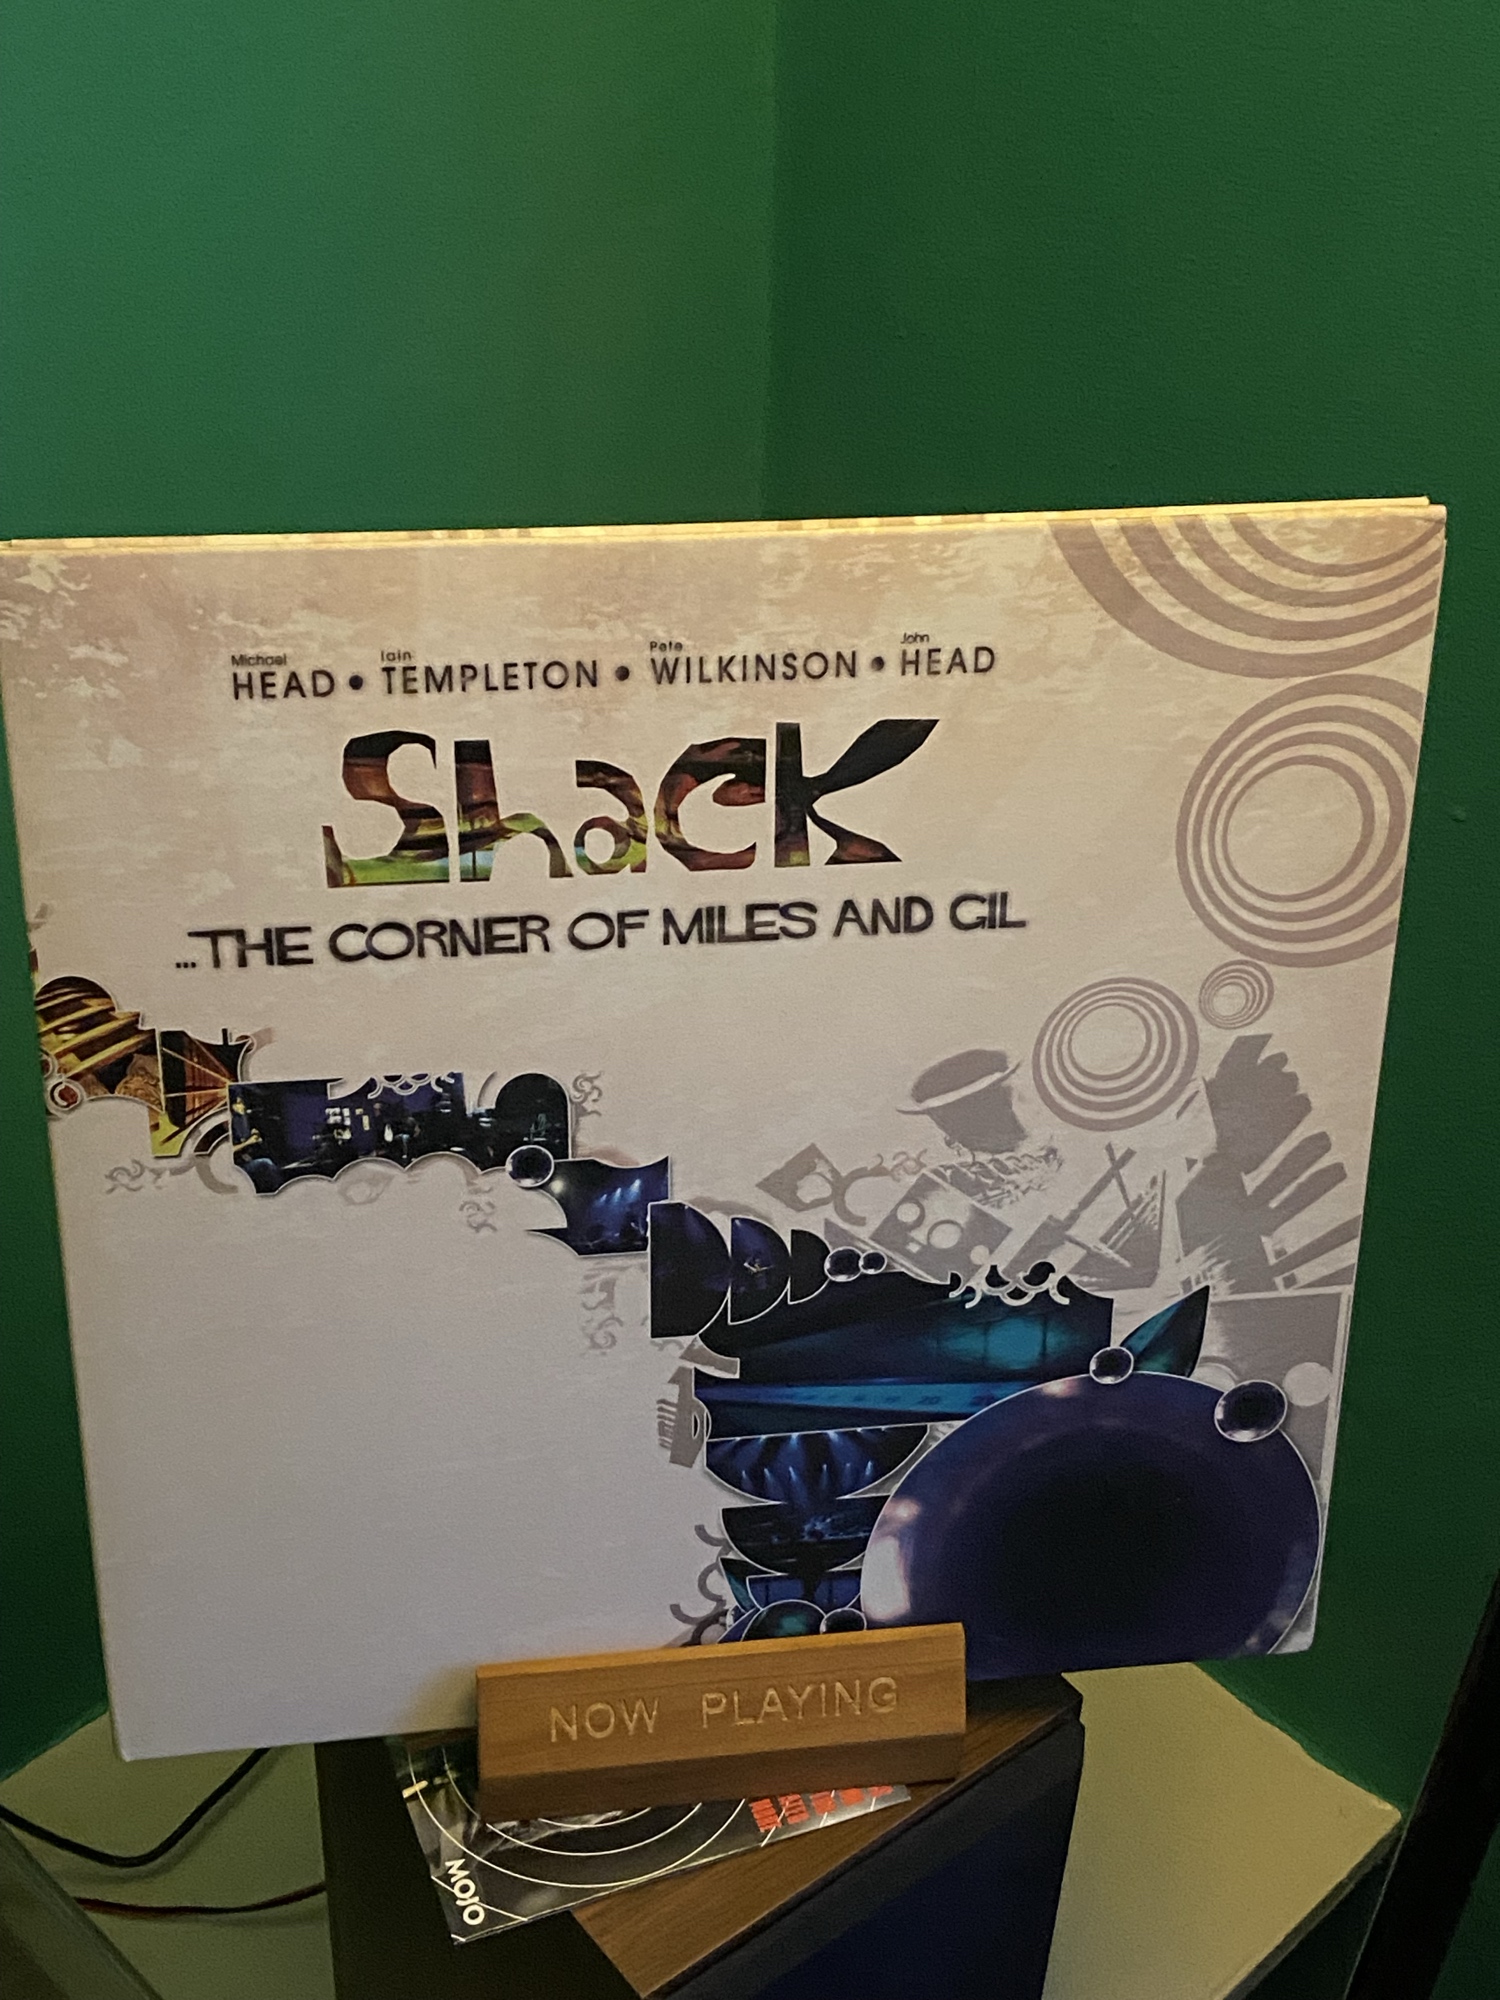 Michael HEAD • Iain TEMPLETON • Pete WILKINSON • John HEAD
Shack
...THE CORNER OF MILES AND GIL
NOW PLAYING
MOJO